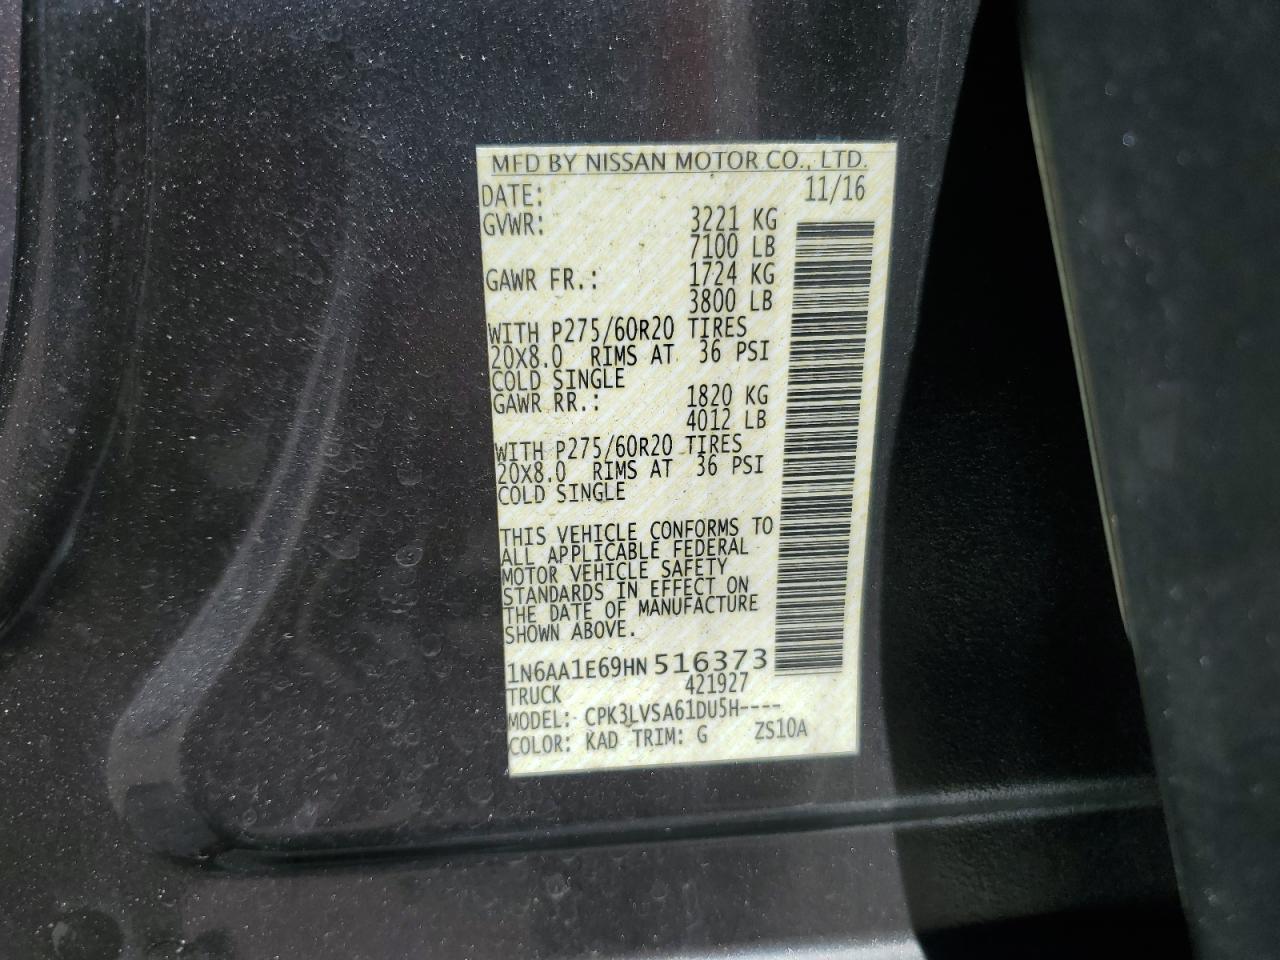 MFD BY NISSAN MOTOR CO., LTD.
DATE: 11/16
GVWR: 3221 KG
7100 LB
GAWR FR.: 1724 KG
3800 LB
WITH P275/60R20 TIRES
20X8.0 RIMS AT 36 PSI
COLD SINGLE
GAWR RR.: 1820 KG
4012 LB
WITH P275/60R20 TIRES
20X8.0 RIMS AT 36 PSI
COLD SINGLE
THIS VEHICLE CONFORMS TO
ALL APPLICABLE FEDERAL
MOTOR VEHICLE SAFETY
STANDARDS IN EFFECT ON
THE DATE OF MANUFACTURE
SHOWN ABOVE.
1N6AA1E69HN516373
TRUCK 421927
MODEL: CPK3LVSA61DU5H----
COLOR: KAD TRIM: G ZS10A